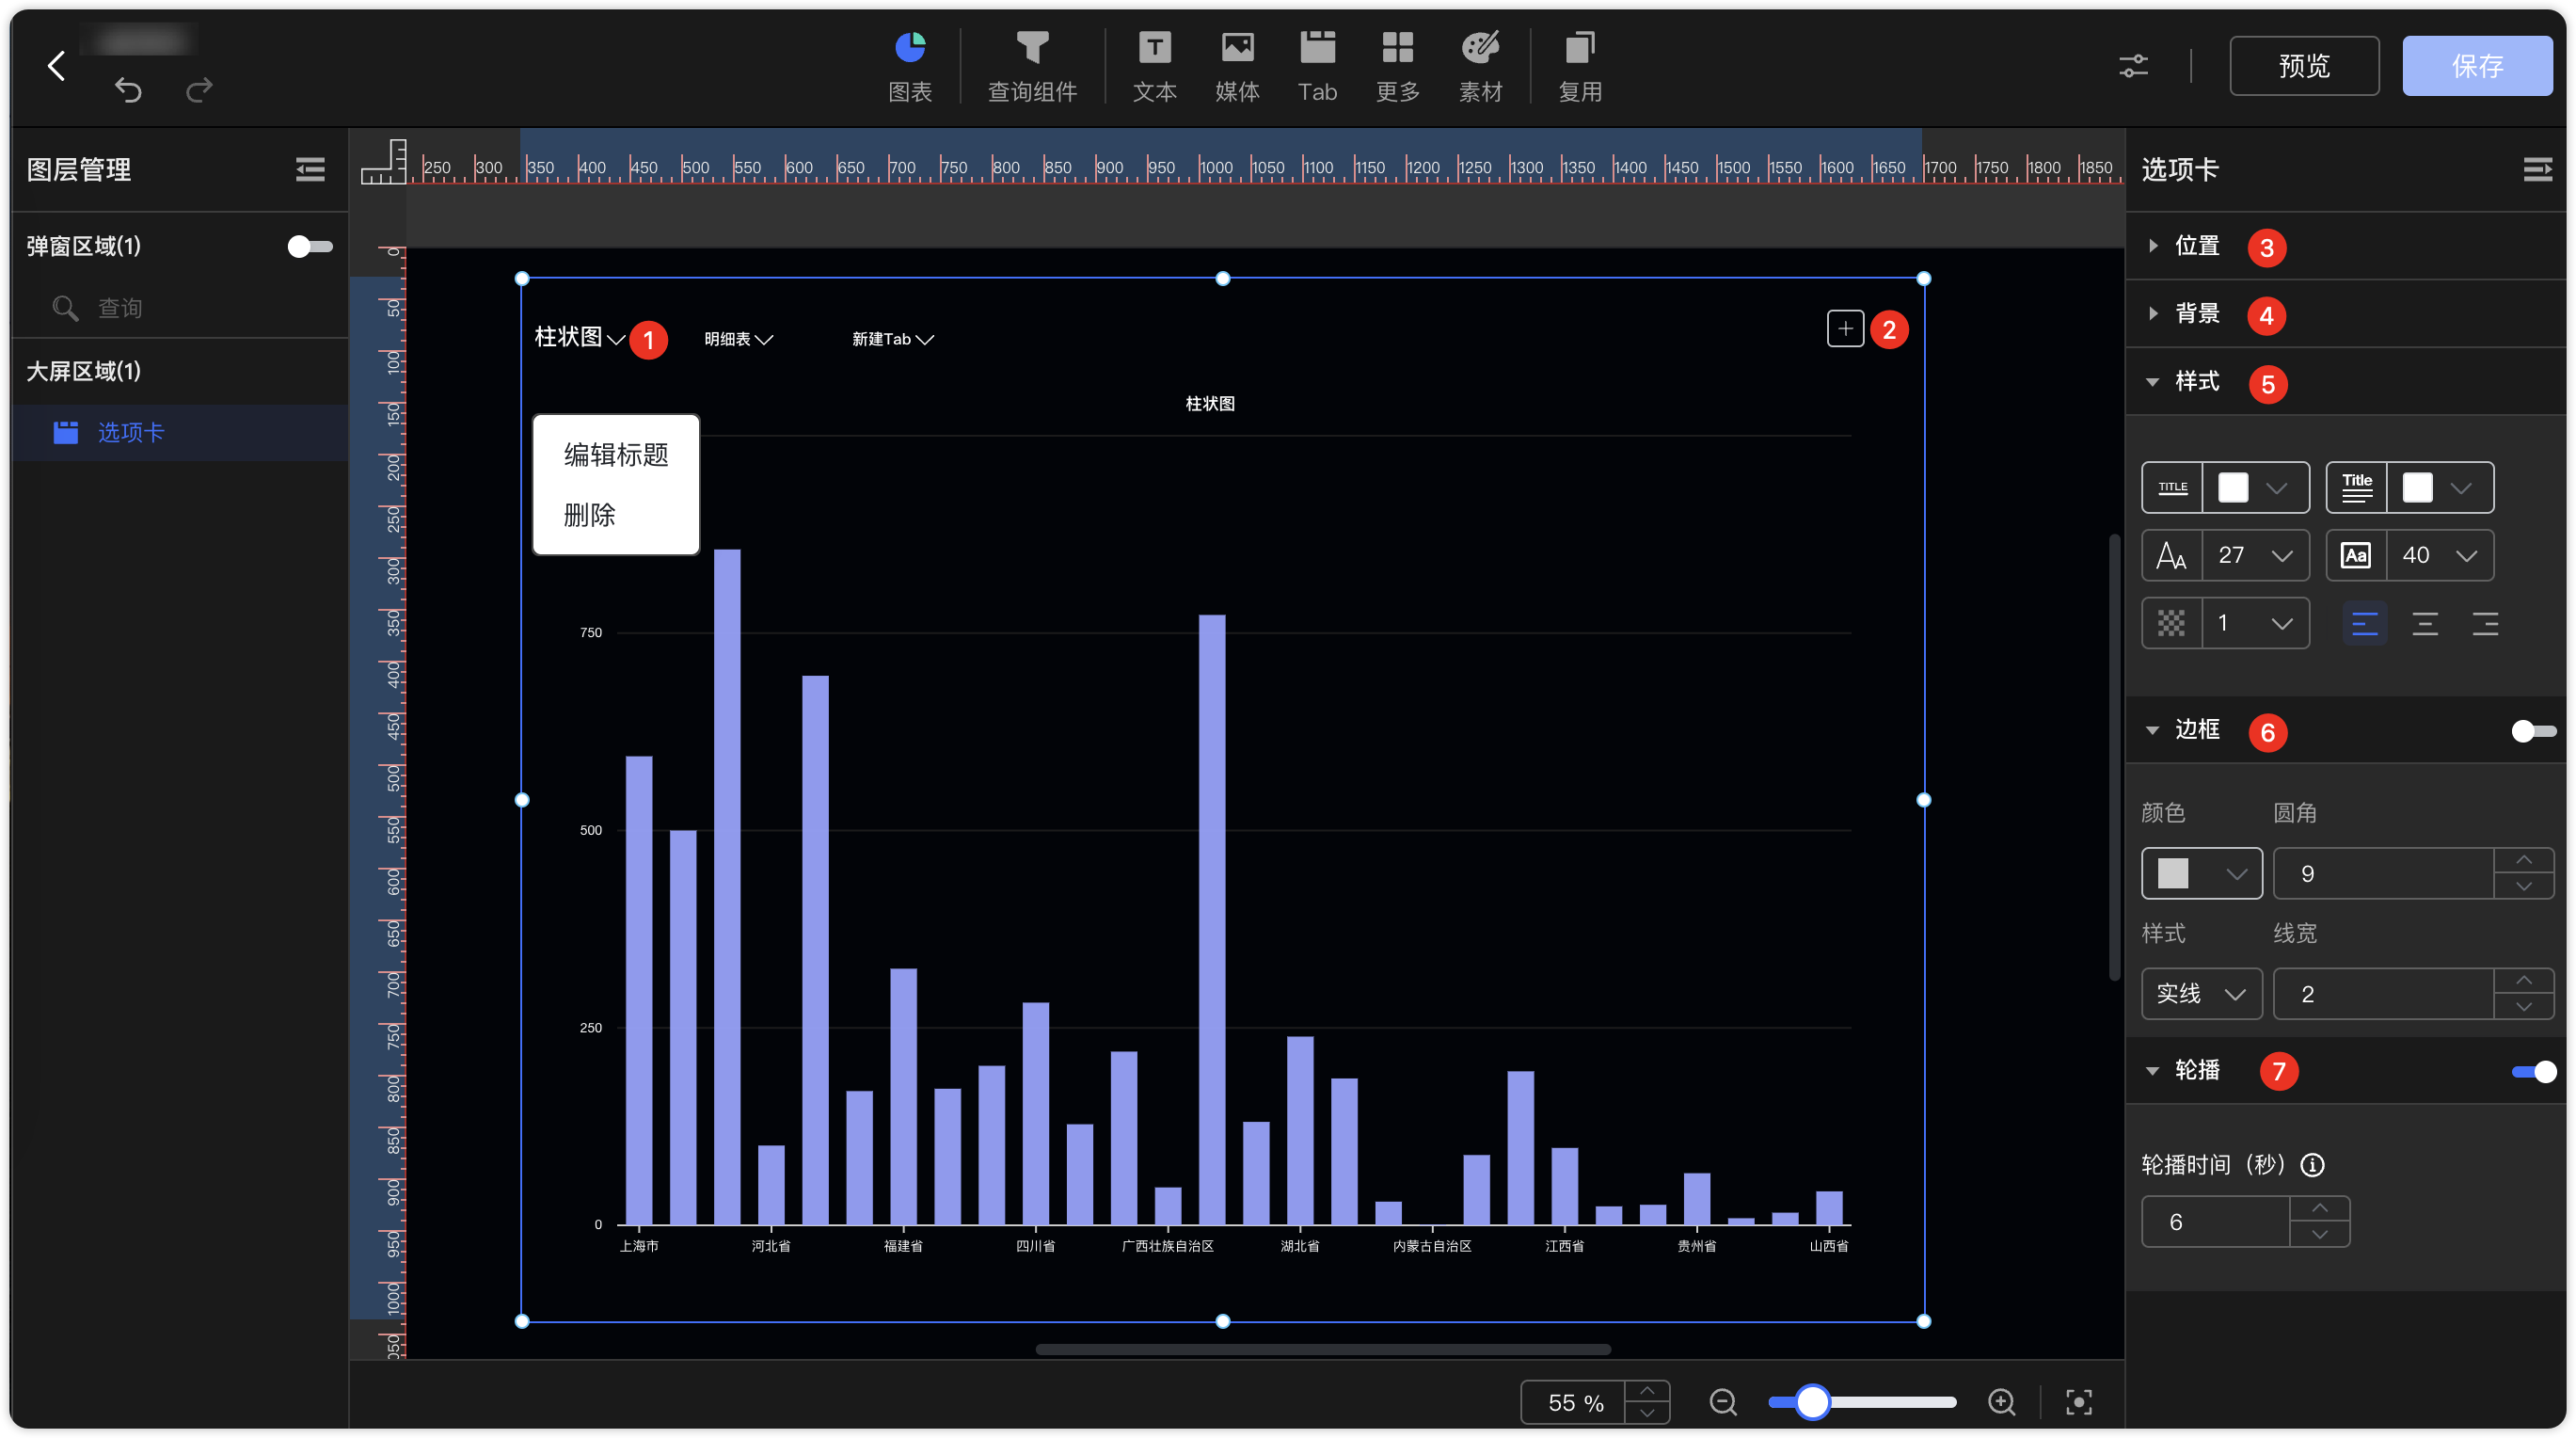 图表
查询组件
文本
媒体
Tab
更多
素材
复用
预览
保存
图层管理
弹窗区域(1)
查询
大屏区域(1)
选项卡
250 300 350 400 450 500 550 600 650 700 750 800 850 900 950 1000 1050 1100 1150 1200 1250 1300 1350 1400 1450 1500 1550 1600 1650 1700 1750 1800 1850
0
50
100
150
200
250
300
350
400
450
500
550
600
650
700
750
800
850
900
950
1000
柱状图 1 明细表 新建Tab
2
柱状图
编辑标题
删除
750
500
250
0
上海市 河北省 福建省 四川省 广西壮族自治区 湖北省 内蒙古自治区 江西省 贵州省 山西省
55 %
选项卡
位置 3
背景 4
样式 5
TITLE
Title
AA 27
Aa 40
1
边框 6
颜色 圆角
9
样式 线宽
实线 2
轮播 7
轮播时间（秒）
6